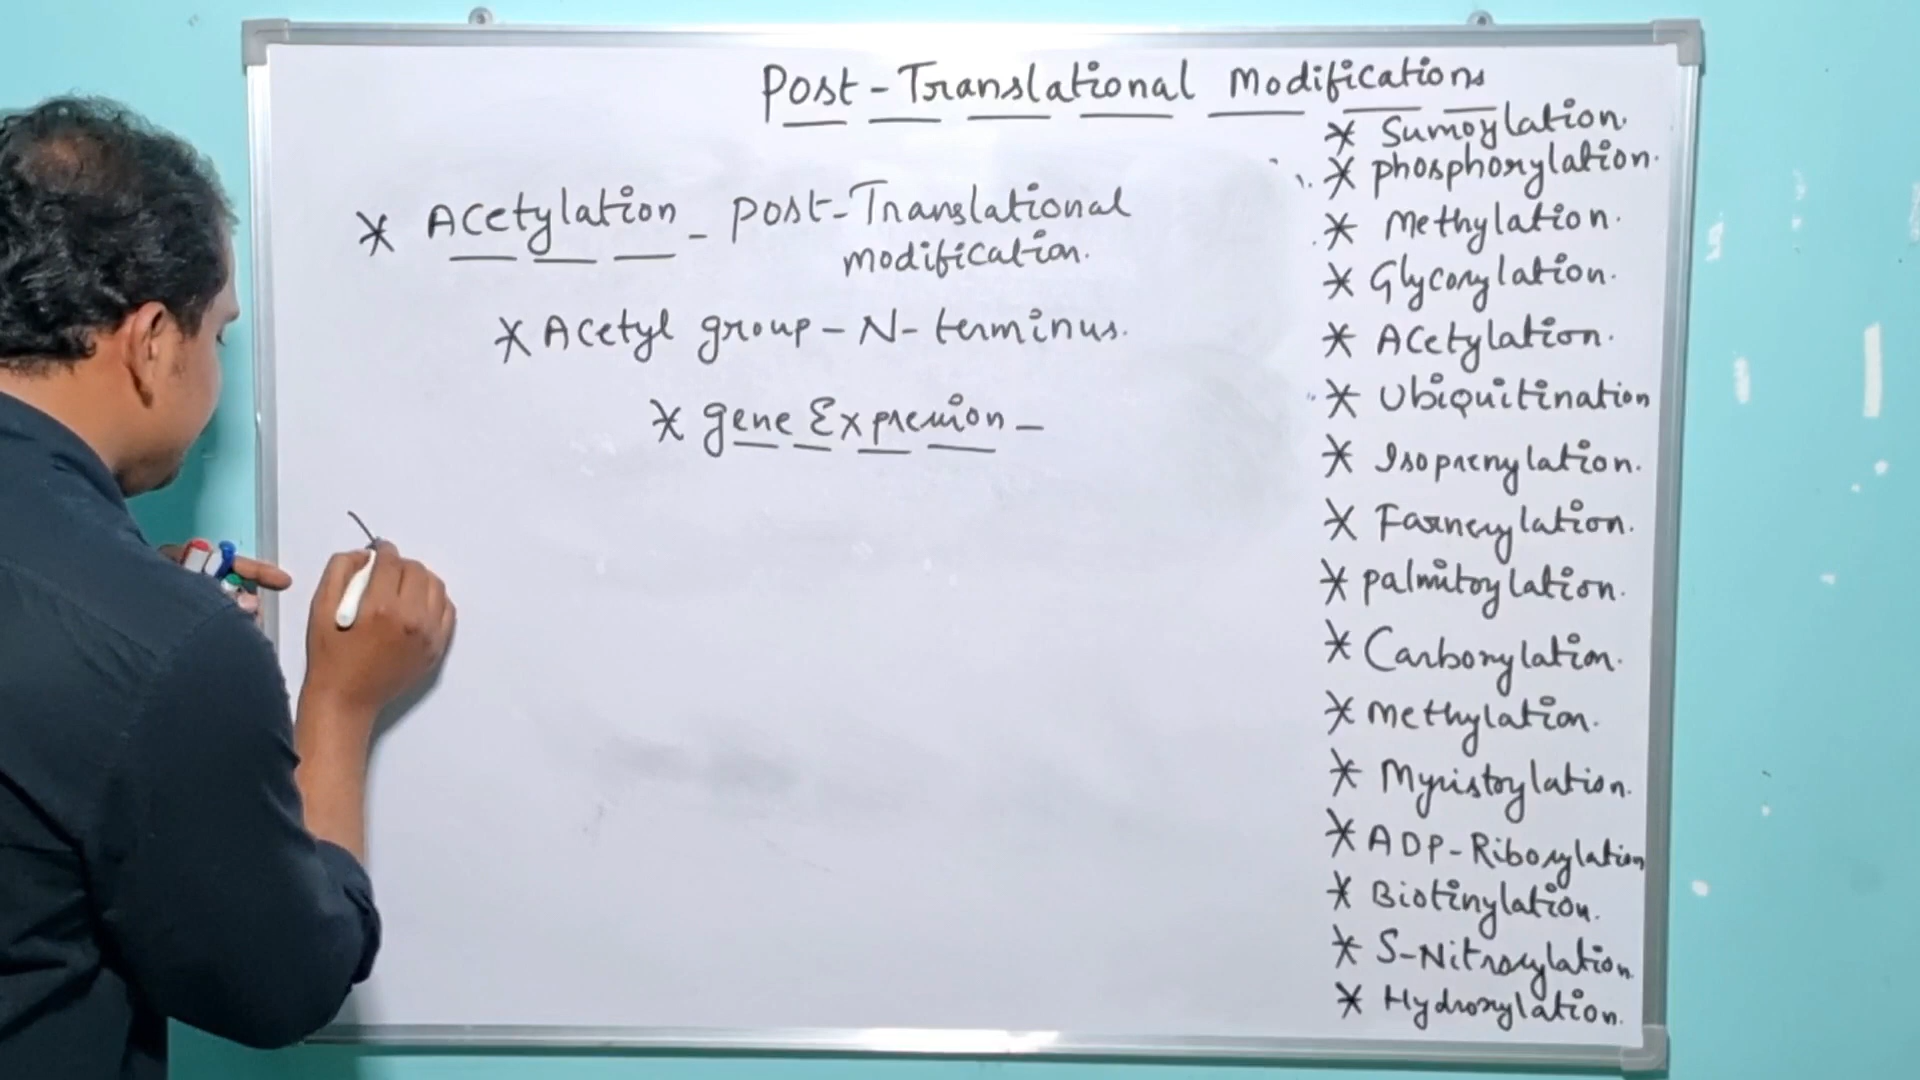 Post-Translational Modifications
* Acetylation - Post-Translational
modification.
* Acetyl group - N-terminus.
* gene Expression -
* Sumoylation.
* Phosphorylation.
* Methylation.
* Glycosylation.
* Acetylation.
* Ubiquitination
* Isoprenylation.
* Farnesylation.
* Palmitoylation.
* Carboxylation.
* Methylation.
* Myristoylation.
* ADP-Ribosylation
* Biotinylation.
* S-Nitrosylation
* Hydroxylation.